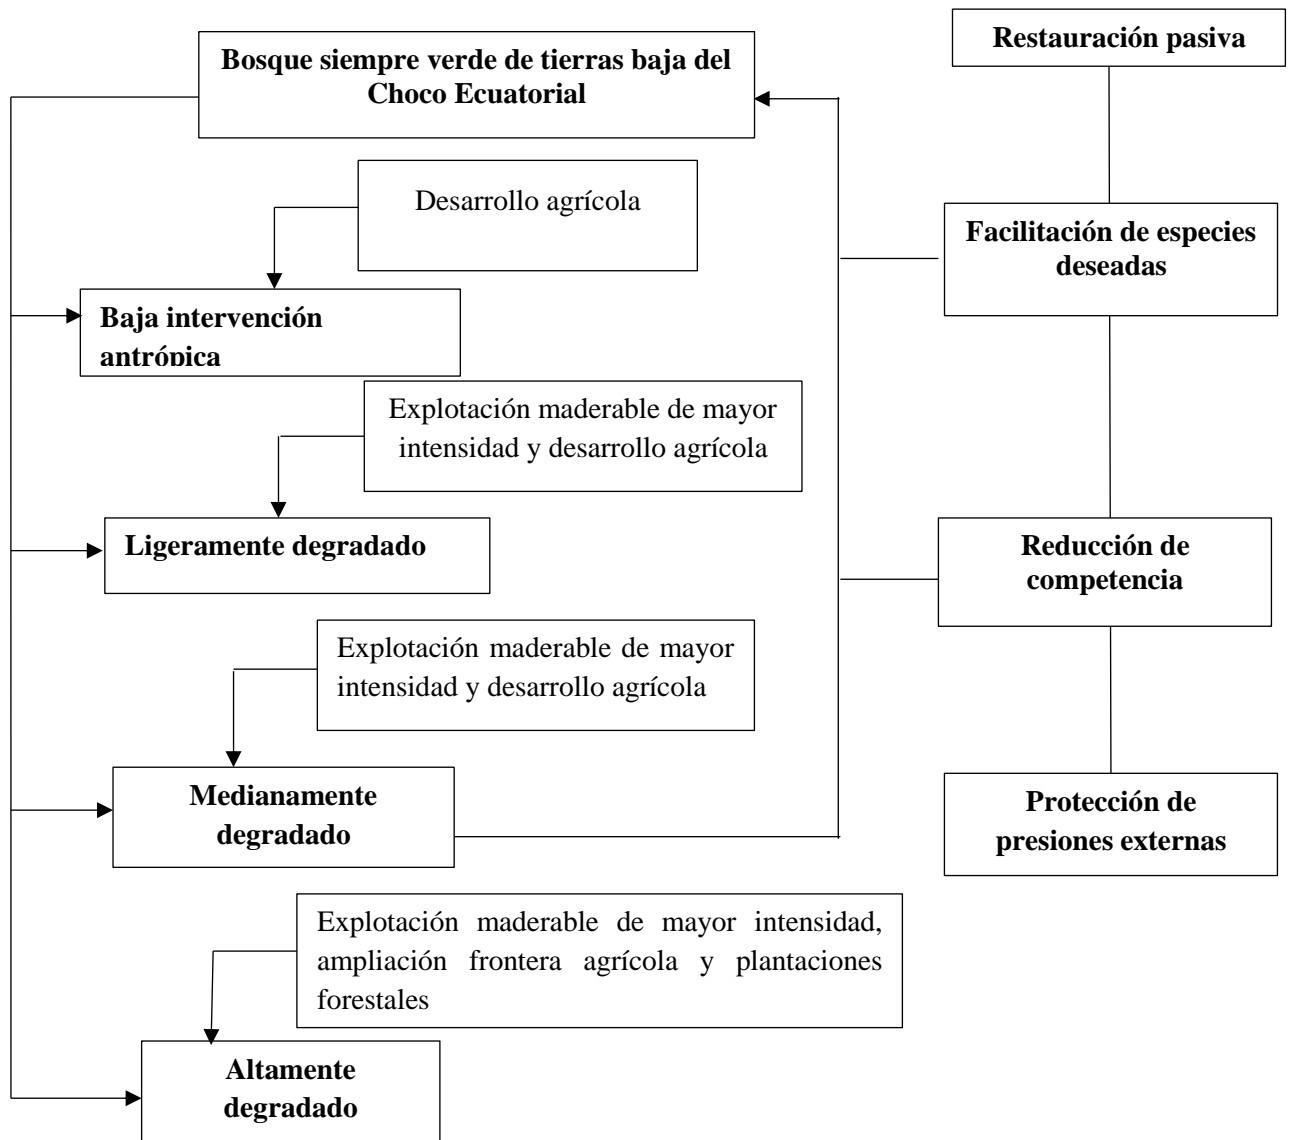 Restauración pasiva
Bosque siempre verde de tierras baja del
Choco Ecuatorial
Desarrollo agrícola
Facilitación de especies
deseadas
Baja intervención
antrópica
Explotación maderable de mayor
intensidad y desarrollo agrícola
Ligeramente degradado
Reducción de
competencia
Explotación maderable de mayor
intensidad y desarrollo agrícola
Medianamente
degradado
Protección de
presiones externas
Explotación maderable de mayor intensidad,
ampliación frontera agrícola y plantaciones
forestales
Altamente
degradado